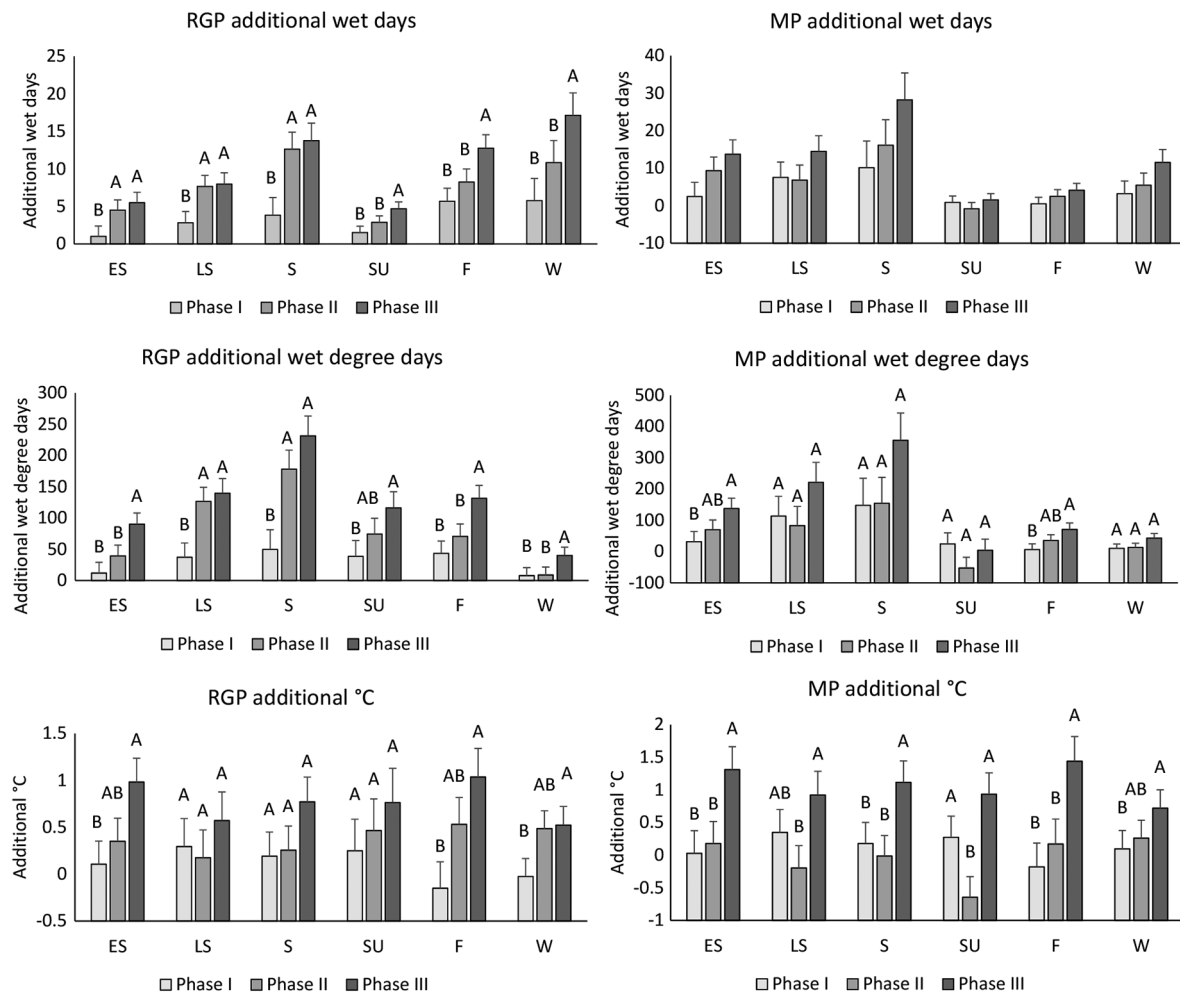 RGP additional wet days
Additional wet days
25
20
15
10
5
0
B A A B A A B A A B B A B B A B B A
ES LS S SU F W
Phase I Phase II Phase III
MP additional wet days
Additional wet days
40
30
20
10
0
-10
ES LS S SU F W
Phase I Phase II Phase III
RGP additional wet degree days
Additional wet degree days
300
250
200
150
100
50
0
B B A B A A B A A B AB A B B A B B A
ES LS S SU F W
Phase I Phase II Phase III
MP additional wet degree days
Additional wet degree days
500
400
300
200
100
0
-100
B AB A A A A A A A A A A B AB A A A A
ES LS S SU F W
Phase I Phase II Phase III
RGP additional °C
Additional °C
1.5
1
0.5
0
-0.5
B AB A A A A A A A A A A B AB A B AB A
ES LS S SU F W
Phase I Phase II Phase III
MP additional °C
Additional °C
2
1.5
1
0.5
0
-0.5
-1
B B A AB B A B B A A B A B B A B AB A
ES LS S SU F W
Phase I Phase II Phase III